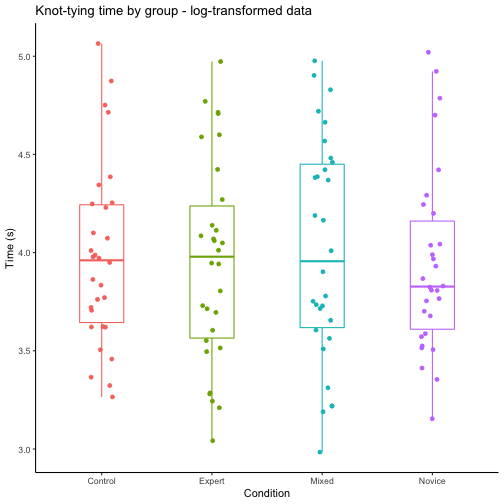 Knot-tying time by group - log-transformed data
5.0
4.5
4.0
3.5
3.0
Time (s)
Control Expert Mixed Novice
Condition